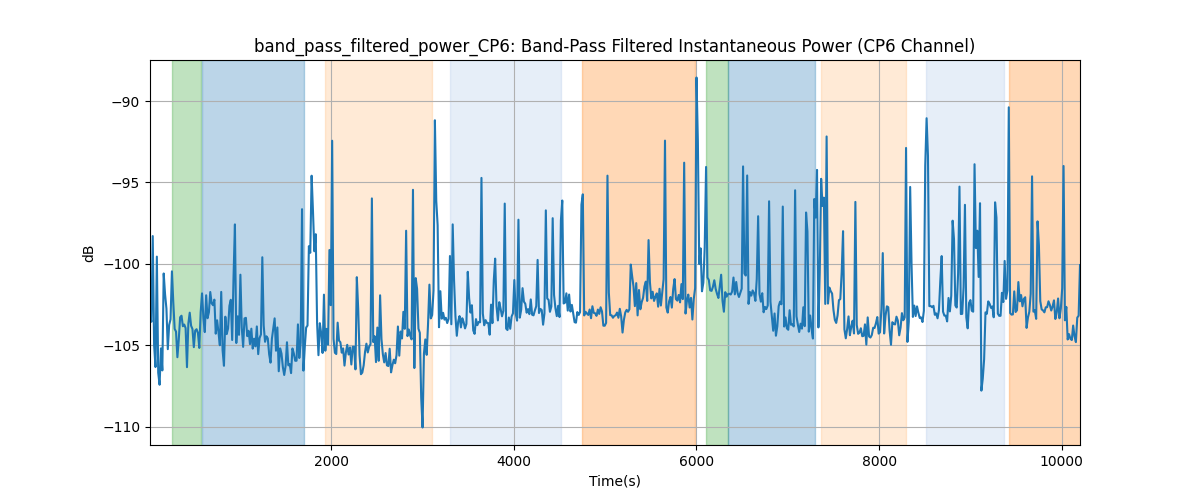 band_pass_filtered_power_CP6: Band-Pass Filtered Instantaneous Power (CP6 Channel)
−90
−95
−100
−105
−110
dB
2000 4000 6000 8000 10000
Time(s)